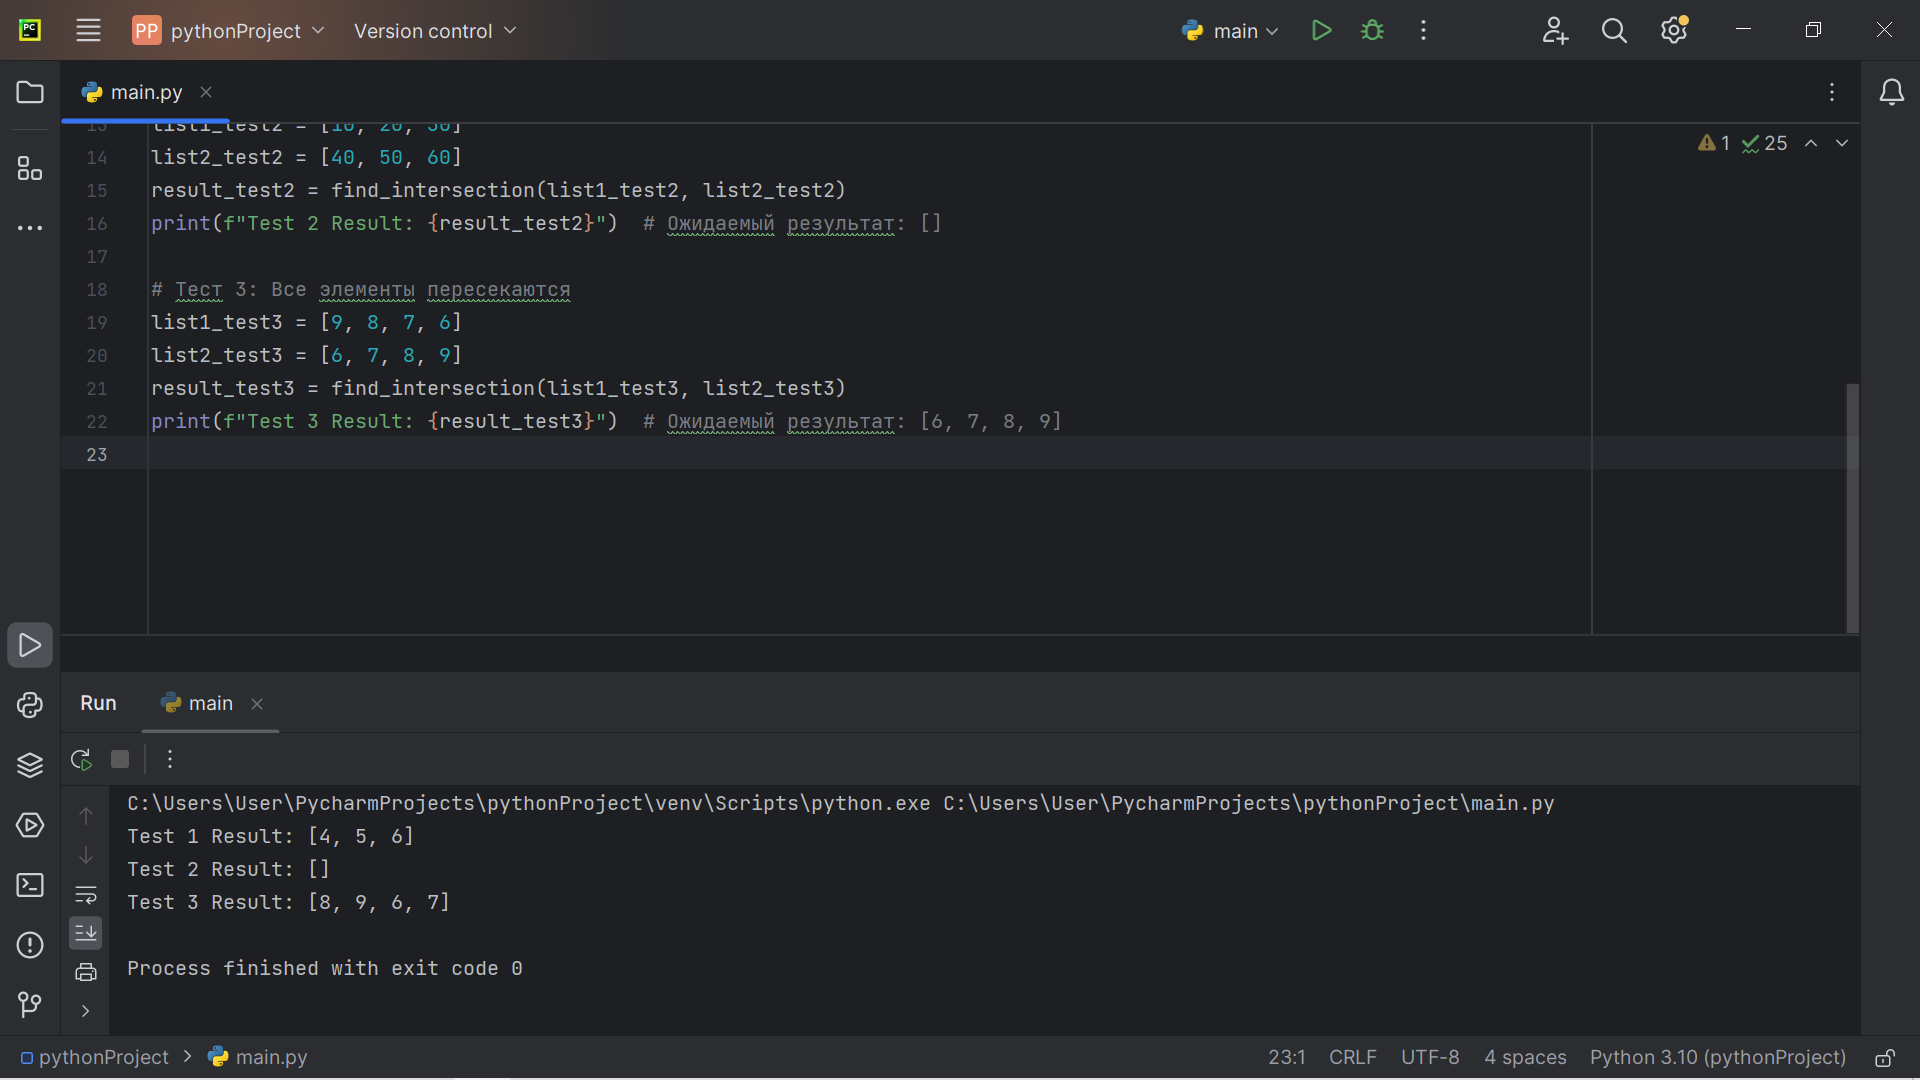 PC
PP pythonProject Version control main
main.py
13 list1_test2 = [10, 20, 30]
1 25
14 list2_test2 = [40, 50, 60]
15 result_test2 = find_intersection(list1_test2, list2_test2)
16 print(f"Test 2 Result: {result_test2}")  # Ожидаемый результат: []
17
18 # Тест 3: Все элементы пересекаются
19 list1_test3 = [9, 8, 7, 6]
20 list2_test3 = [6, 7, 8, 9]
21 result_test3 = find_intersection(list1_test3, list2_test3)
22 print(f"Test 3 Result: {result_test3}")  # Ожидаемый результат: [6, 7, 8, 9]
23
Run main
C:\Users\User\PycharmProjects\pythonProject\venv\Scripts\python.exe C:\Users\User\PycharmProjects\pythonProject\main.py
Test 1 Result: [4, 5, 6]
Test 2 Result: []
Test 3 Result: [8, 9, 6, 7]
Process finished with exit code 0
pythonProject main.py 23:1 CRLF UTF-8 4 spaces Python 3.10 (pythonProject)